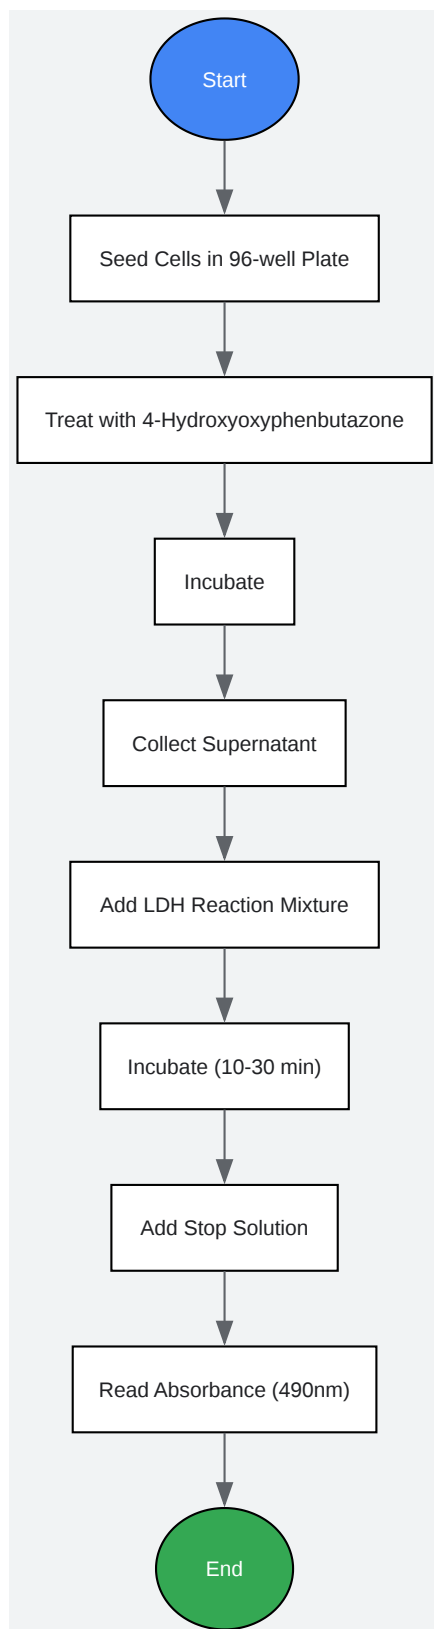 Start
Seed Cells in 96-well Plate
Treat with 4-Hydroxyoxyphenbutazone
Incubate
Collect Supernatant
Add LDH Reaction Mixture
Incubate (10-30 min)
Add Stop Solution
Read Absorbance (490nm)
End